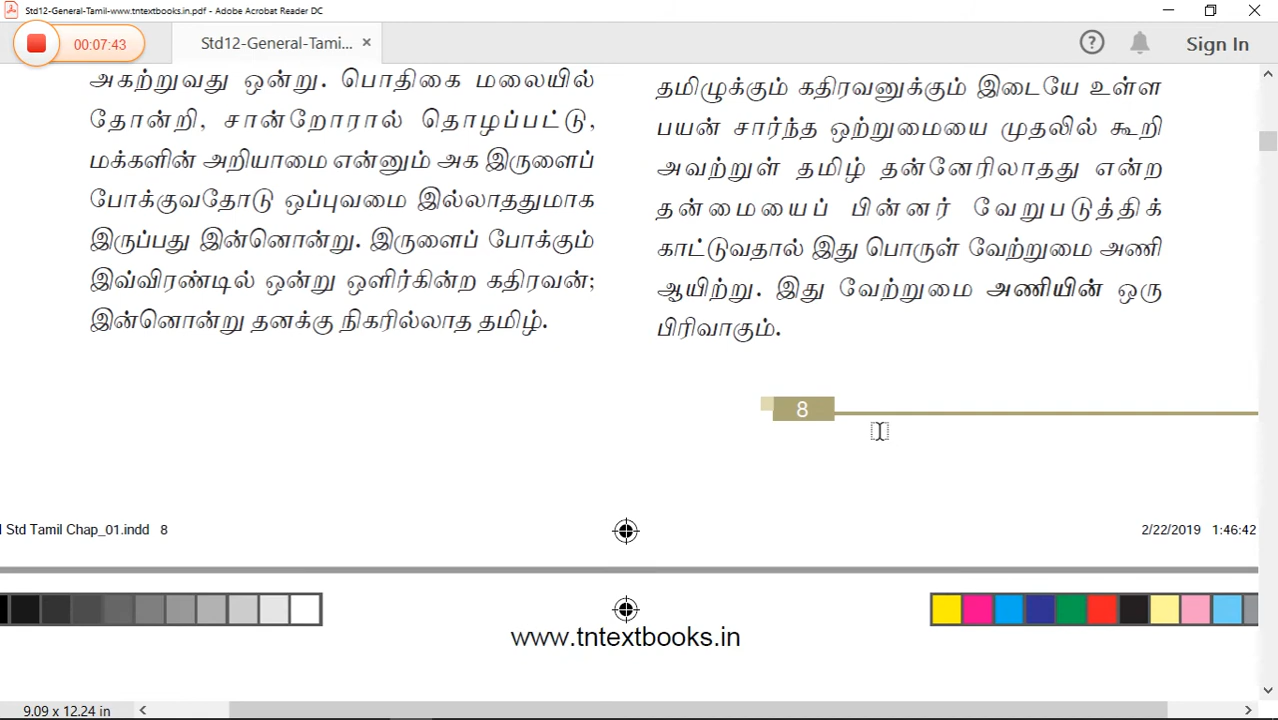 Std12-General-Tamil-www.tntextbooks.in.pdf - Adobe Acrobat Reader DC
00:07:43
Std12-General-Tami...
Sign In
அகற்றுவது ஒன்று. பொதிகை மலையில்
தோன்றி, சான்றோரால் தொழப்பட்டு,
மக்களின் அறியாமை என்னும் அக இருளைப்
போக்குவதோடு ஒப்புவமை இல்லாததுமாக
இருப்பது இன்னொன்று. இருளைப் போக்கும்
இவ்விரண்டில் ஒன்று ஒளிர்கின்ற கதிரவன்;
இன்னொன்று தனக்கு நிகரில்லாத தமிழ்.
தமிழுக்கும் கதிரவனுக்கும் இடையே உள்ள
பயன் சார்ந்த ஒற்றுமையை முதலில் கூறி
அவற்றுள் தமிழ் தன்னேரிலாதது என்ற
தன்மையைப் பின்னர் வேறுபடுத்திக்
காட்டுவதால் இது பொருள் வேற்றுமை அணி
ஆயிற்று. இது வேற்றுமை அணியின் ஒரு
பிரிவாகும்.
8
Std Tamil Chap_01.indd 8
2/22/2019 1:46:42
www.tntextbooks.in
9.09 x 12.24 in